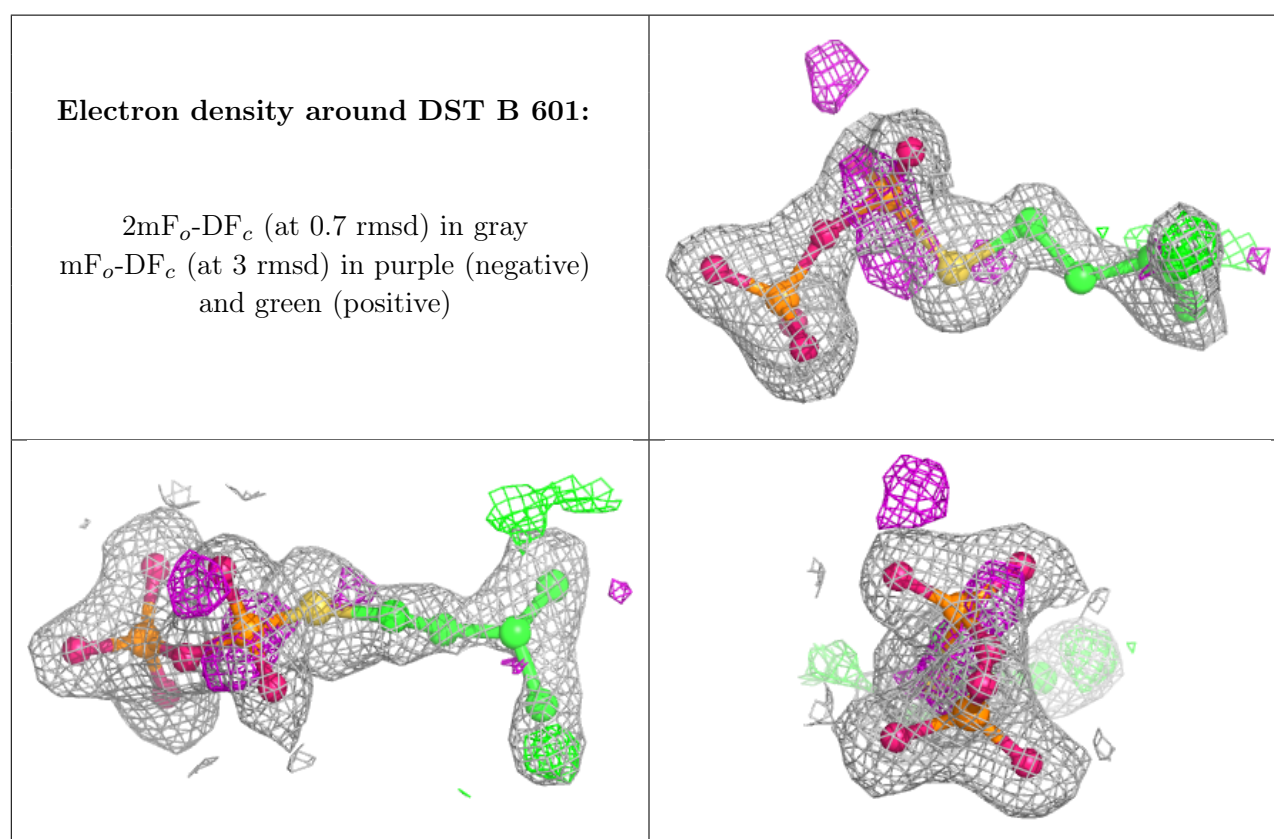 Electron density around DST B 601:
2mFo-DFc (at 0.7 rmsd) in gray
mFo-DFc (at 3 rmsd) in purple (negative)
and green (positive)